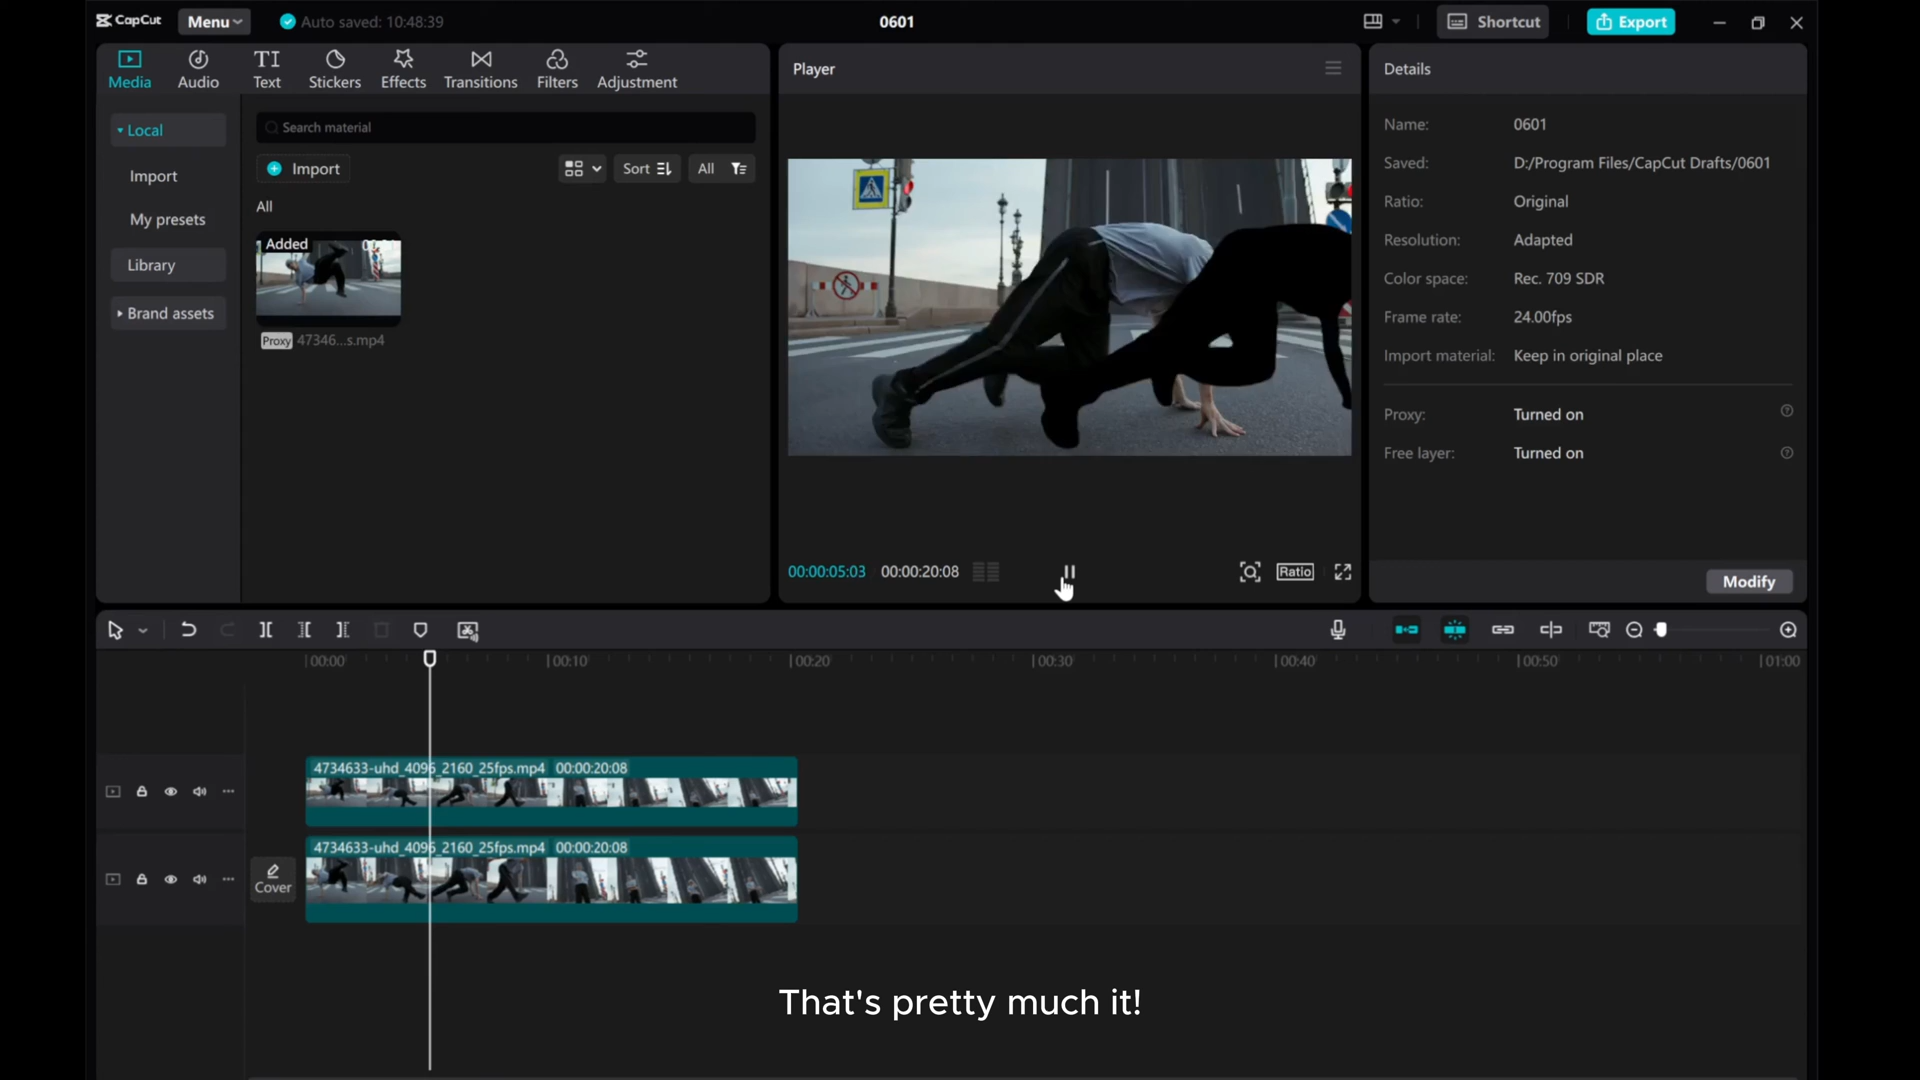 CapCut
Menu
Auto saved: 10:48:39
0601
Shortcut
Export
Media
Audio
TI
Text
Stickers
Effects
Transitions
Filters
Adjustment
Player
Details
Local
Import
My presets
Library
Brand assets
Search material
Import
Sort
All
All
Added
Proxy
47346...s.mp4
00:00:05:03
00:00:20:08
Ratio
Name:
0601
Saved:
D:/Program Files/CapCut Drafts/0601
Ratio:
Original
Resolution:
Adapted
Color space:
Rec. 709 SDR
Frame rate:
24.00fps
Import material:
Keep in original place
Proxy:
Turned on
Free layer:
Turned on
Modify
00:00
00:10
00:20
00:30
00:40
00:50
01:00
4734633-uhd_4096_2160_25fps.mp4 00:00:20:08
4734633-uhd_4096_2160_25fps.mp4 00:00:20:08
Cover
That's pretty much it!